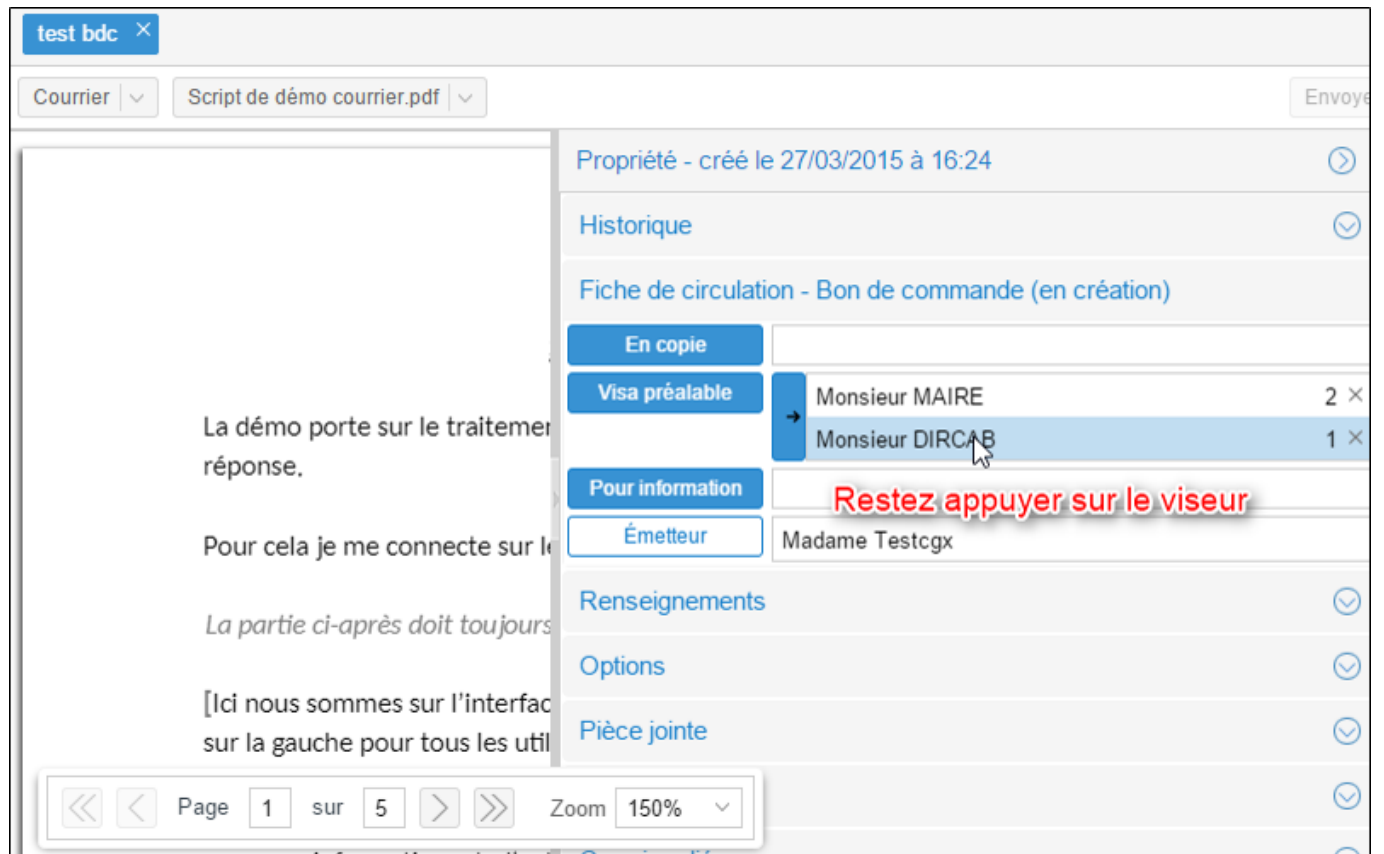 test bdc
Courrier
Script de démo courrier.pdf
Envoye
Propriété - créé le 27/03/2015 à 16:24
Historique
Fiche de circulation - Bon de commande (en création)
En copie
Visa préalable
Monsieur MAIRE 2
Monsieur DIRCAB 1
Pour information
Restez appuyer sur le viseur
Émetteur
Madame Testcgx
Renseignements
Options
Pièce jointe
La démo porte sur le traitemen
réponse.
Pour cela je me connecte sur le
La partie ci-après doit toujours
[Ici nous sommes sur l'interfac
sur la gauche pour tous les util
Page 1 sur 5
Zoom 150%